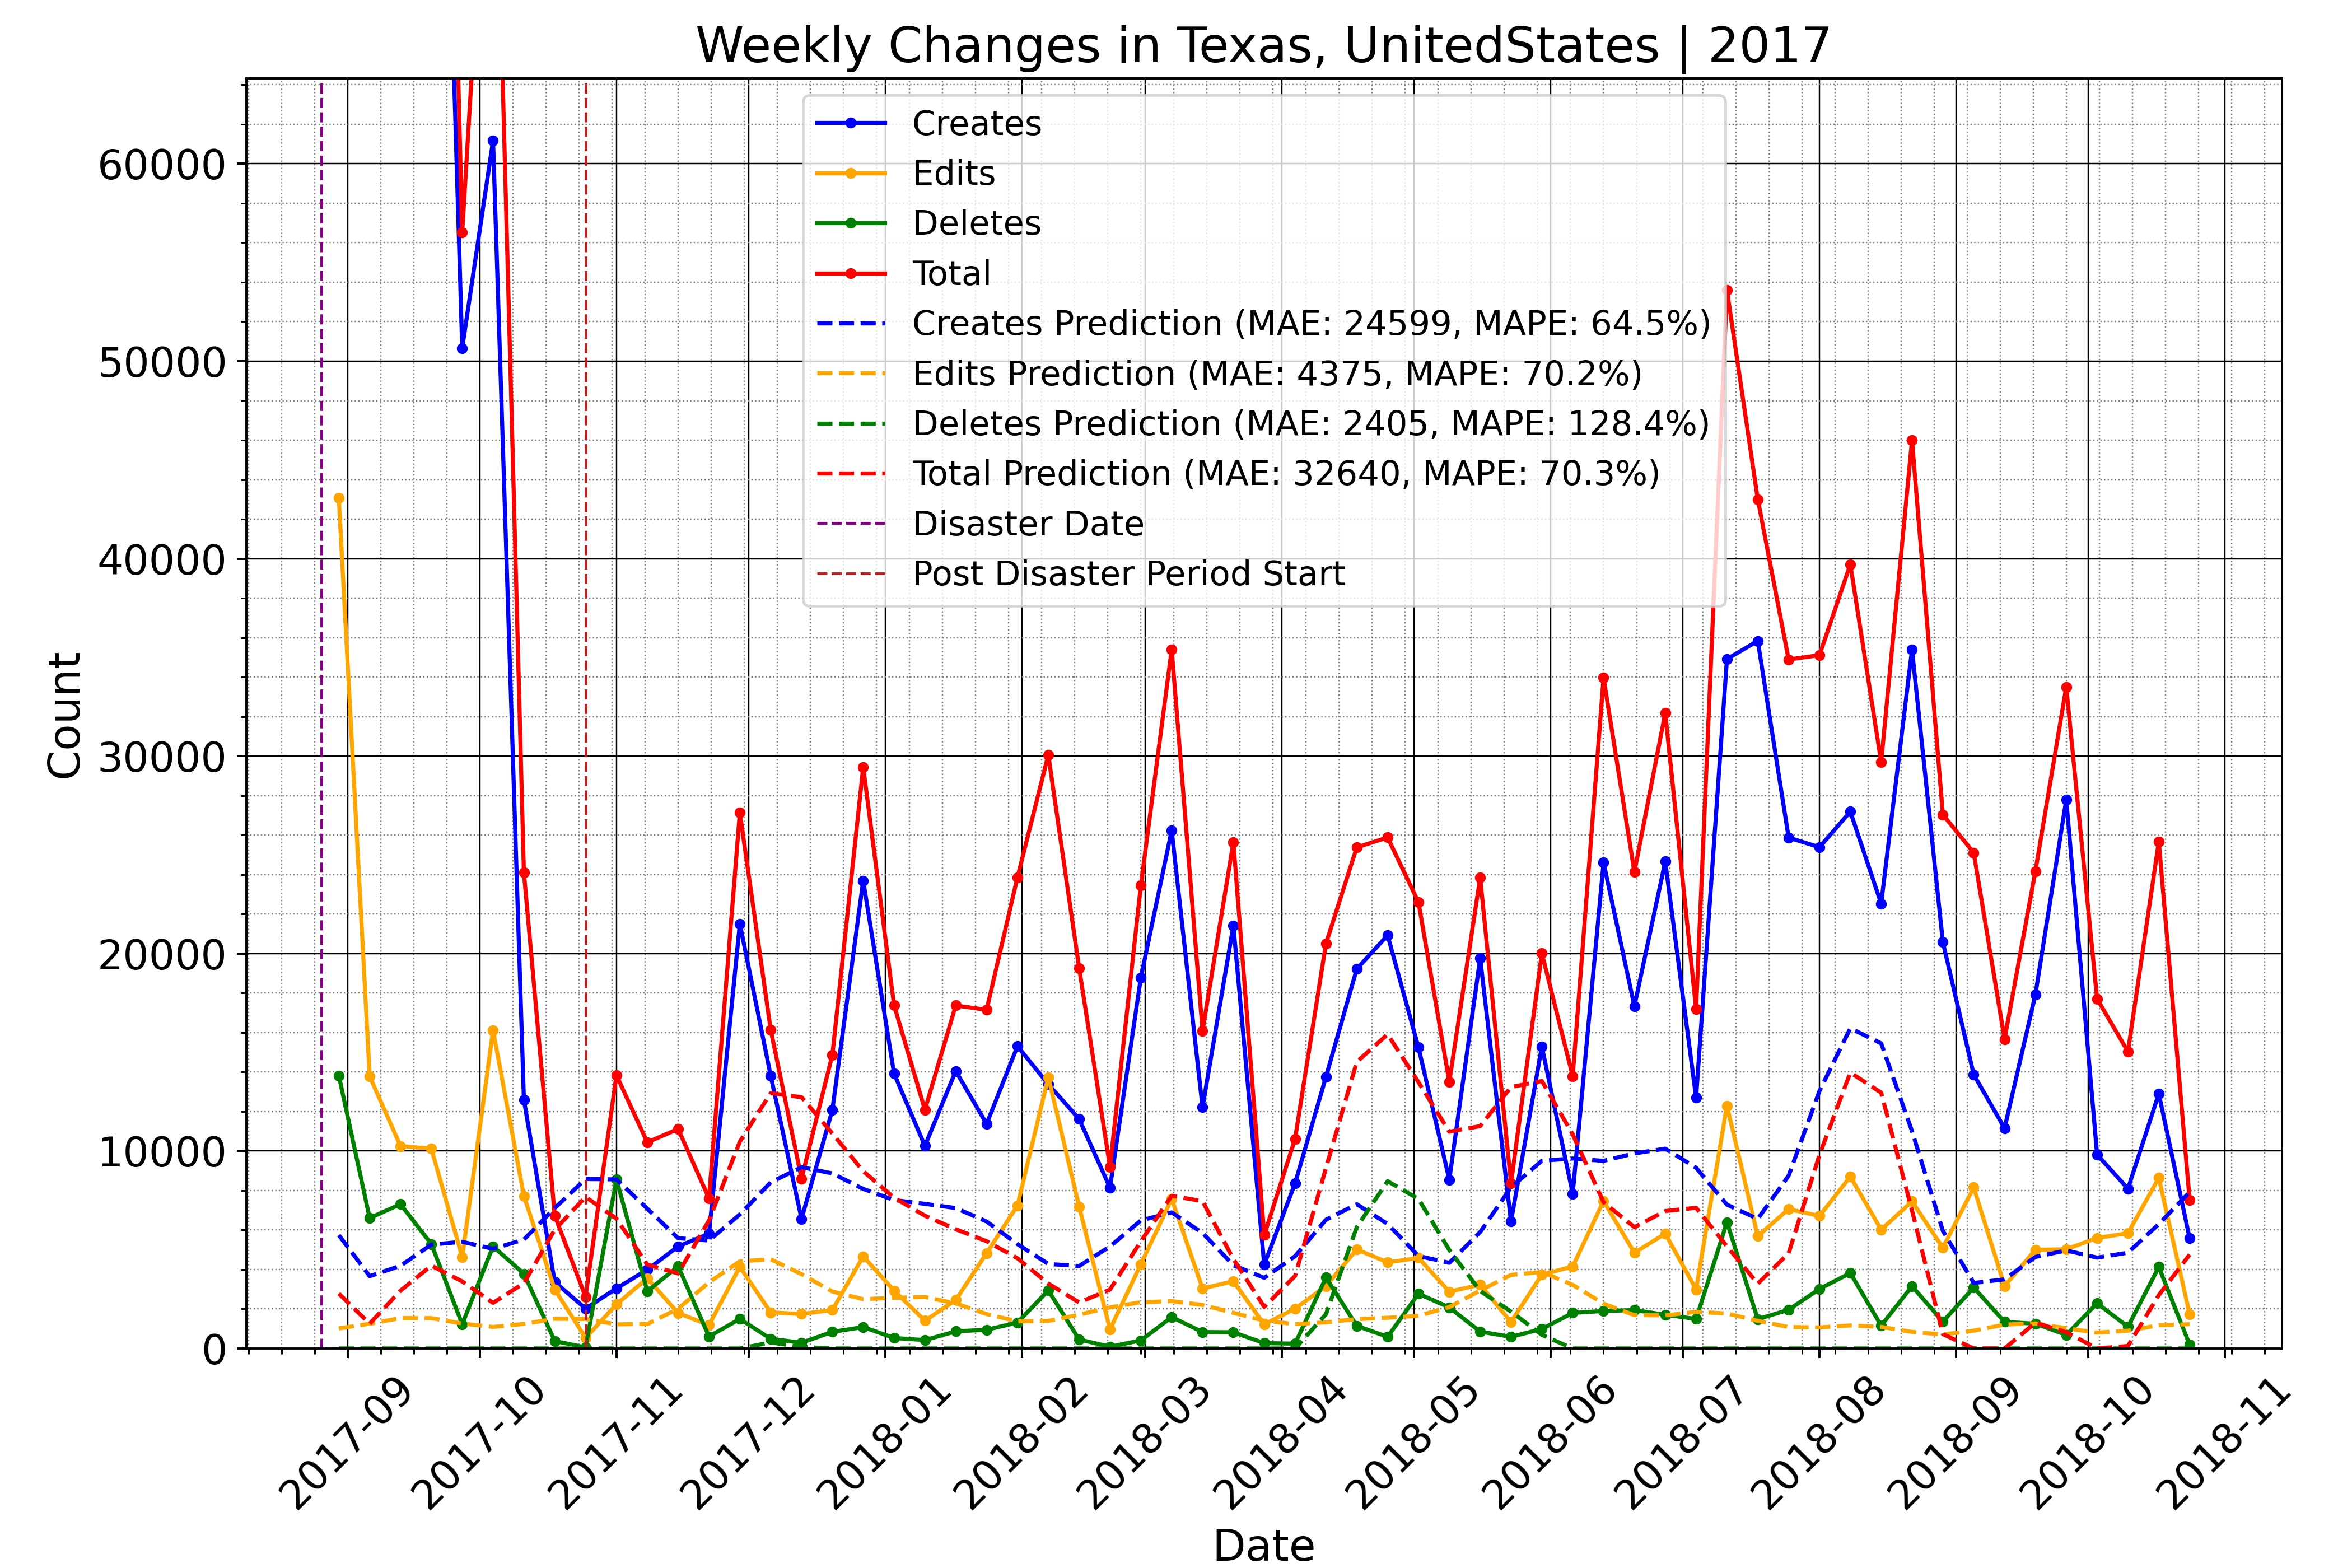 Weekly Changes in Texas, UnitedStates | 2017
Creates
Edits
Deletes
Total
Creates Prediction (MAE: 24599, MAPE: 64.5%)
Edits Prediction (MAE: 4375, MAPE: 70.2%)
Deletes Prediction (MAE: 2405, MAPE: 128.4%)
Total Prediction (MAE: 32640, MAPE: 70.3%)
Disaster Date
Post Disaster Period Start
Count
60000
50000
40000
30000
20000
10000
0
2017-09
2017-10
2017-11
2017-12
2018-01
2018-02
2018-03
2018-04
2018-05
2018-06
2018-07
2018-08
2018-09
2018-10
2018-11
Date